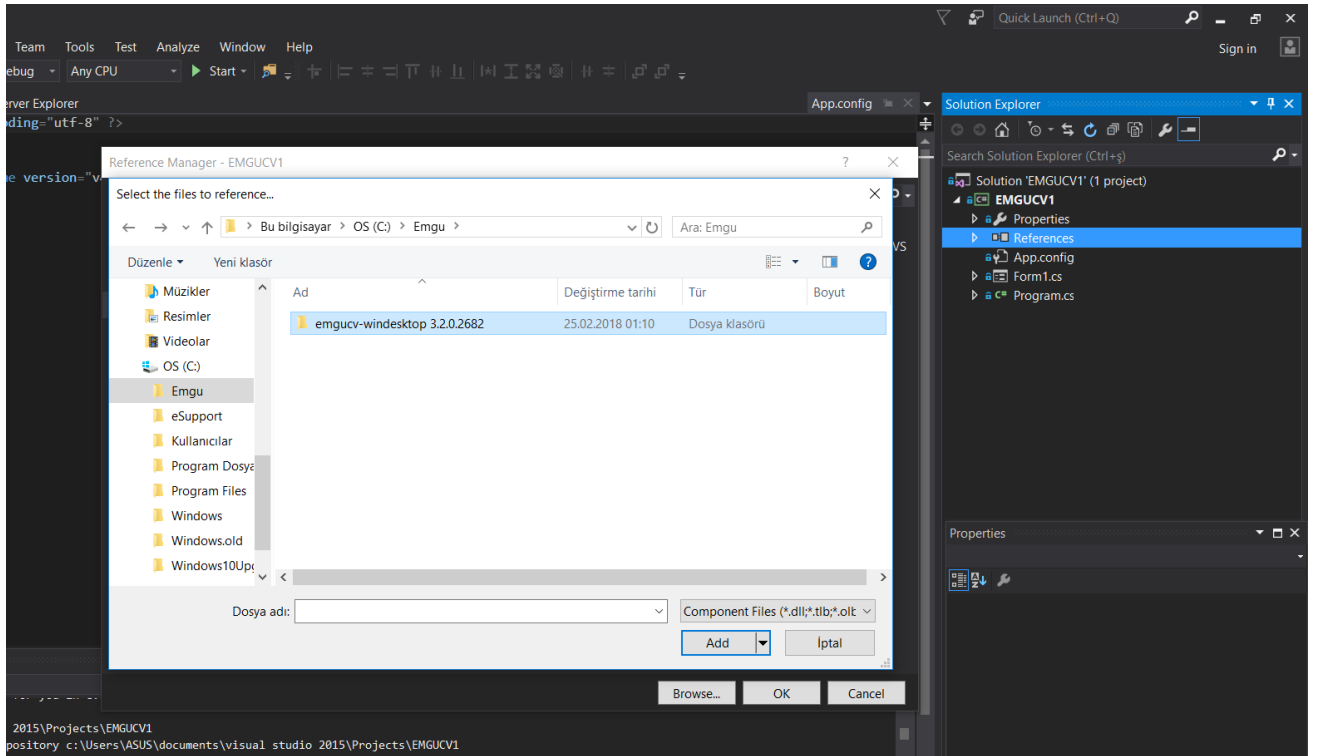 Quick Launch (Ctrl+Q)
Team Tools Test Analyze Window Help
Sign in
ebug Any CPU Start
erver Explorer
App.config
Solution Explorer
oding="utf-8" ?>
Search Solution Explorer (Ctrl+ş)
Reference Manager - EMGUCV1
?
me version="v
Solution 'EMGUCV1' (1 project)
EMGUCV1
Properties
References
App.config
Form1.cs
Program.cs
Select the files to reference...
Bu bilgisayar > OS (C:) > Emgu >
Ara: Emgu
VS
Düzenle
Yeni klasör
?
Ad
Değiştirme tarihi
Tür
Boyut
emgucv-windesktop 3.2.0.2682
25.02.2018 01:10
Dosya klasörü
Müzikler
Resimler
Videolar
OS (C:)
Emgu
eSupport
Kullanıcılar
Program Dosya
Program Files
Windows
Windows.old
Windows10Upg
Properties
Dosya adı:
Component Files (*.dll;*.tlb;*.olb
Add
İptal
Browse...
OK
Cancel
2015\Projects\EMGUCV1
pository c:\Users\ASUS\documents\visual studio 2015\Projects\EMGUCV1